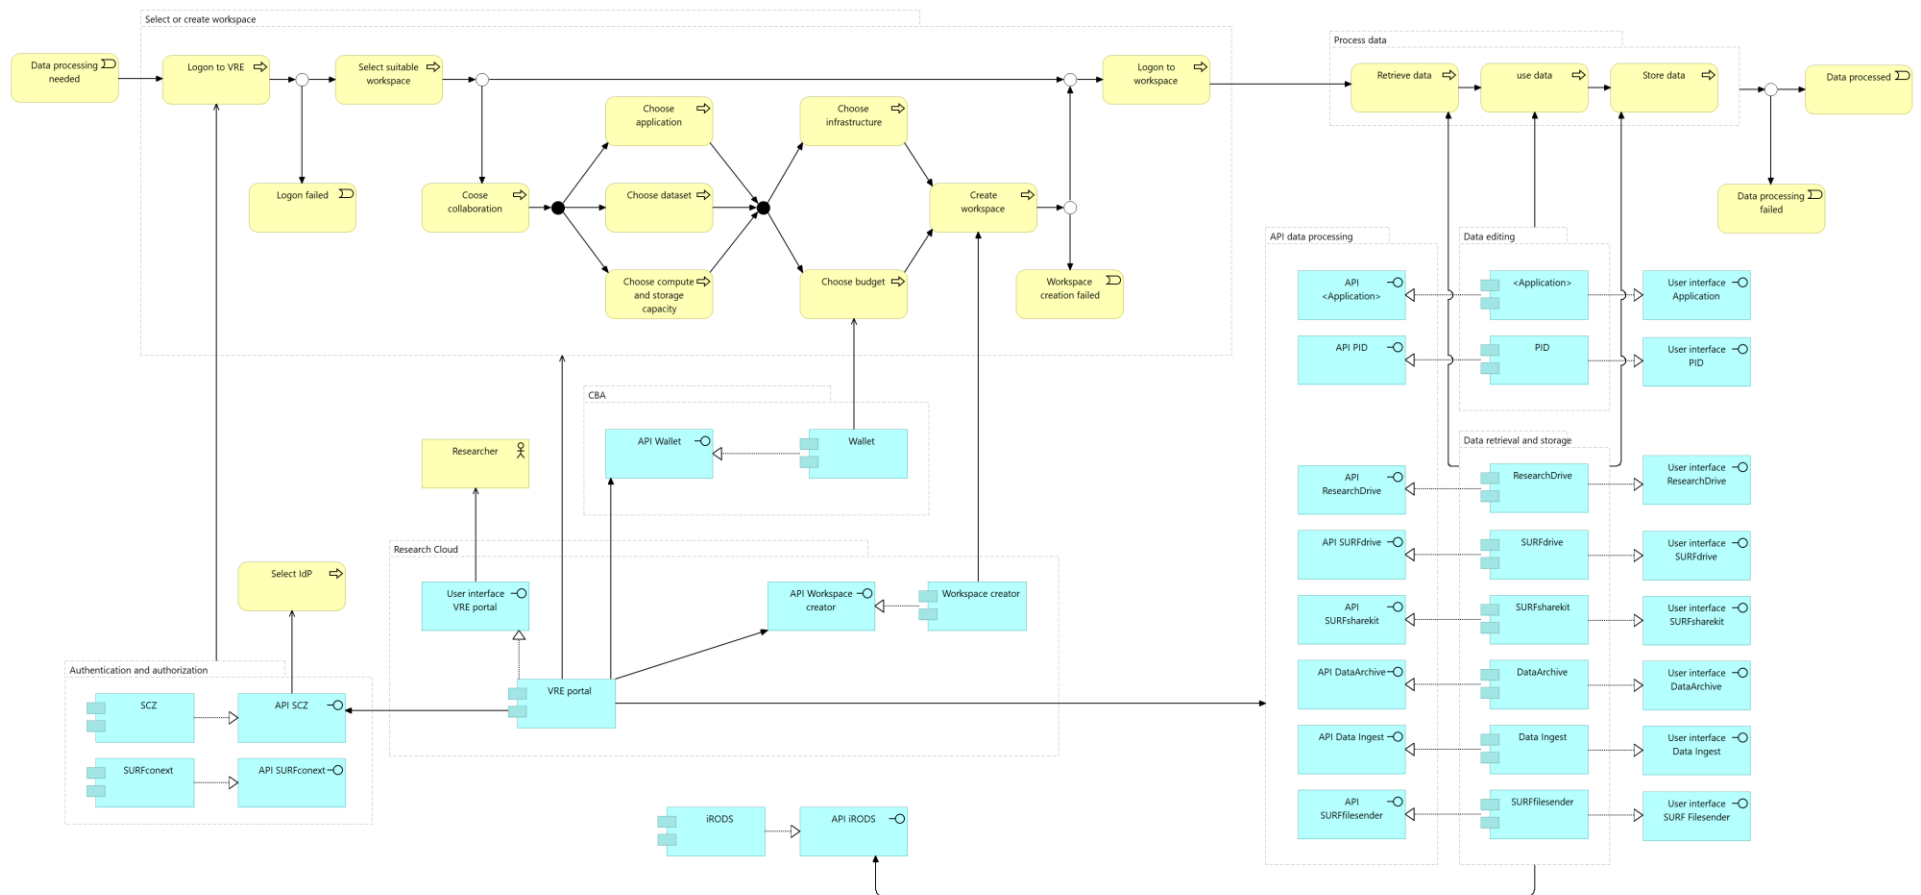 Select or create workspace
Process data
Data processing
needed
Logon to VRE
Select suitable
workspace
Logon to
workspace
Retrieve data
use data
Store data
Data processed
Choose
application
Choose
infrastructure
Logon failed
Coose
collaboration
Choose dataset
Create
workspace
Data processing
failed
Choose compute
and storage
capacity
Choose budget
Workspace
creation failed
API data processing
Data editing
API
<Application>
<Application>
User interface
Application
API PID
PID
User interface
PID
CBA
API Wallet
Wallet
Researcher
Data retrieval and storage
API
ResearchDrive
ResearchDrive
User interface
ResearchDrive
API SURFdrive
SURFdrive
User interface
SURFdrive
Research Cloud
Select IdP
User interface
VRE portal
API Workspace
creator
Workspace creator
API
SURFsharekit
SURFsharekit
User interface
SURFsharekit
Authentication and authorization
SCZ
API SCZ
VRE portal
API DataArchive
DataArchive
User interface
DataArchive
SURFconext
API SURFconext
API Data Ingest
Data Ingest
User interface
Data Ingest
iRODS
API iRODS
API
SURFfilesender
SURFfilesender
User interface
SURF Filesender